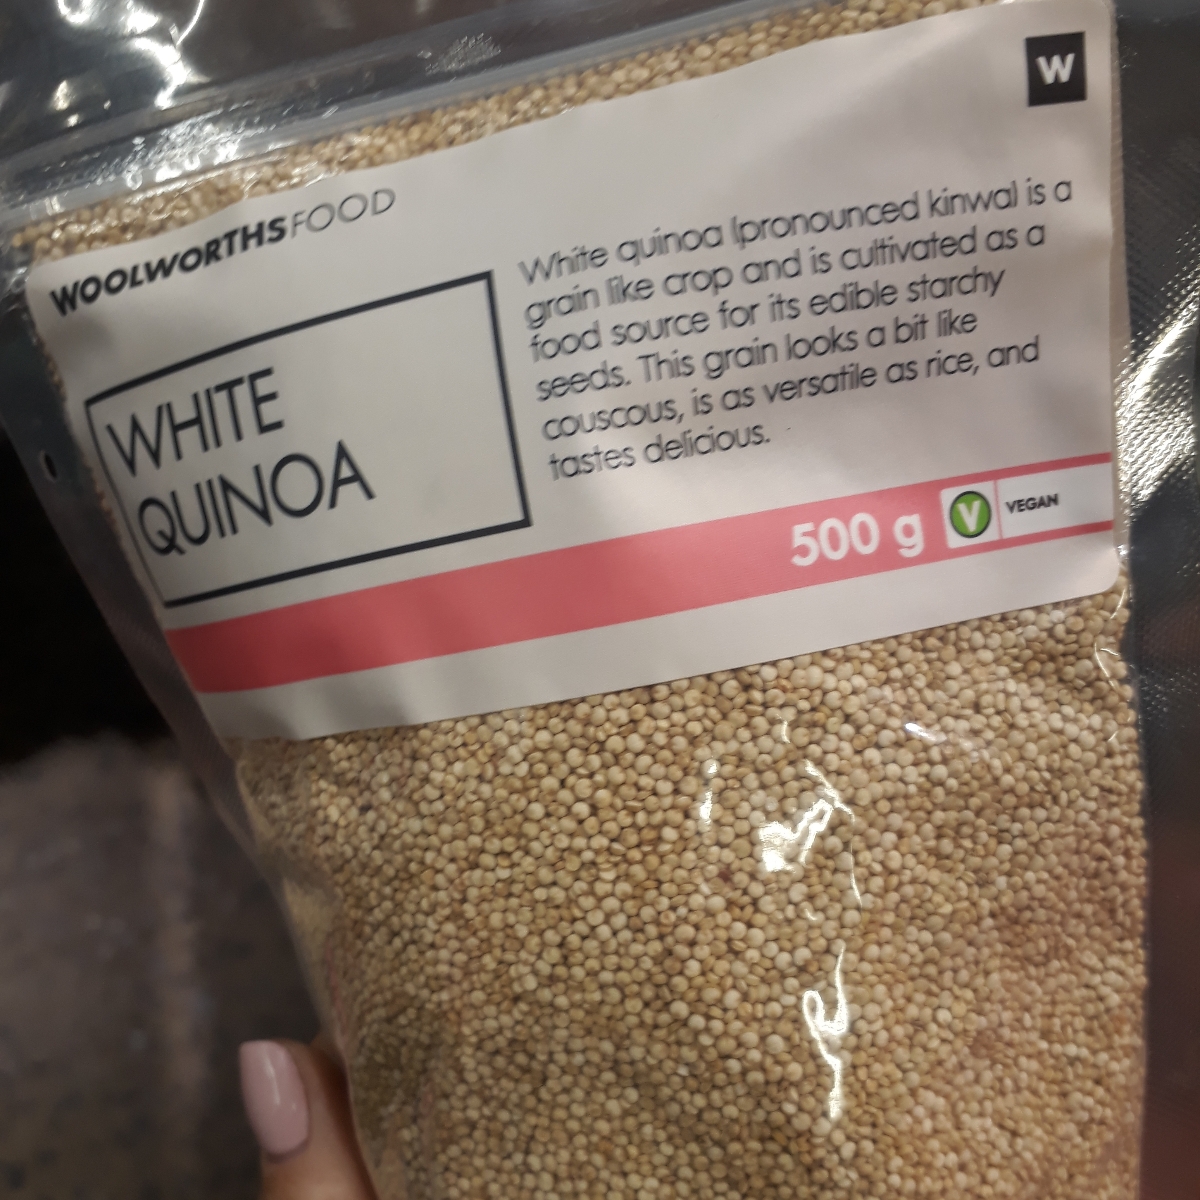 W
WOOLWORTHSFOOD
WHITE
QUINOA
White quinoa (pronounced kinwa) is a
grain like crop and is cultivated as a
food source for its edible starchy
seeds. This grain looks a bit like
couscous, is as versatile as rice, and
tastes delicious.
500 g
V
VEGAN